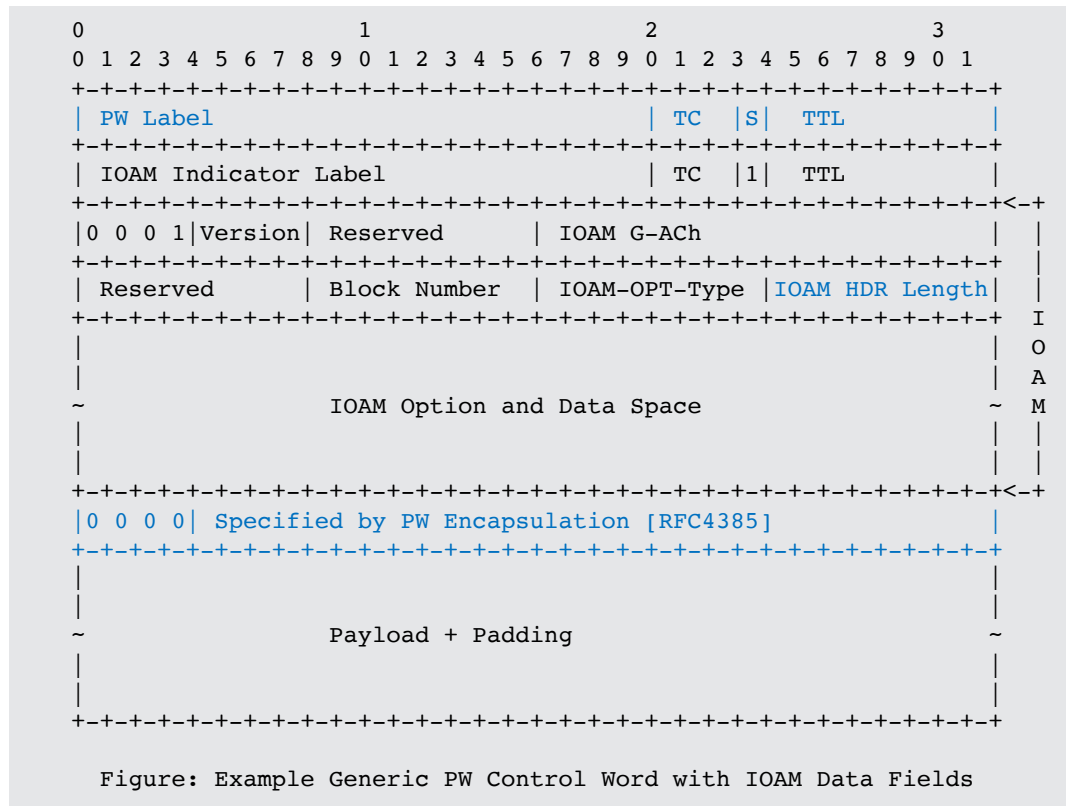 0                   1                   2                   3
0 1 2 3 4 5 6 7 8 9 0 1 2 3 4 5 6 7 8 9 0 1 2 3 4 5 6 7 8 9 0 1
+-+-+-+-+-+-+-+-+-+-+-+-+-+-+-+-+-+-+-+-+-+-+-+-+-+-+-+-+-+-+-+-+
| PW Label                              | TC  |S|  TTL          |
+-+-+-+-+-+-+-+-+-+-+-+-+-+-+-+-+-+-+-+-+-+-+-+-+-+-+-+-+-+-+-+-+
| IOAM Indicator Label                  | TC  |1|  TTL          |
+-+-+-+-+-+-+-+-+-+-+-+-+-+-+-+-+-+-+-+-+-+-+-+-+-+-+-+-+-+-+-+-+<-+
|0 0 0 1|Version| Reserved      | IOAM G-ACh                    |  |
+-+-+-+-+-+-+-+-+-+-+-+-+-+-+-+-+-+-+-+-+-+-+-+-+-+-+-+-+-+-+-+-+  |
| Reserved      | Block Number  | IOAM-OPT-Type |IOAM HDR Length|  |
+-+-+-+-+-+-+-+-+-+-+-+-+-+-+-+-+-+-+-+-+-+-+-+-+-+-+-+-+-+-+-+-+  I
|                                                               |  O
|                                                               |  A
~                 IOAM Option and Data Space                    ~  M
|                                                               |  |
|                                                               |  |
+-+-+-+-+-+-+-+-+-+-+-+-+-+-+-+-+-+-+-+-+-+-+-+-+-+-+-+-+-+-+-+-+<-+
|0 0 0 0| Specified by PW Encapsulation [RFC4385]               |
+-+-+-+-+-+-+-+-+-+-+-+-+-+-+-+-+-+-+-+-+-+-+-+-+-+-+-+-+-+-+-+-+
|                                                               |
|                                                               |
~                 Payload + Padding                             ~
|                                                               |
|                                                               |
+-+-+-+-+-+-+-+-+-+-+-+-+-+-+-+-+-+-+-+-+-+-+-+-+-+-+-+-+-+-+-+-+
Figure: Example Generic PW Control Word with IOAM Data Fields